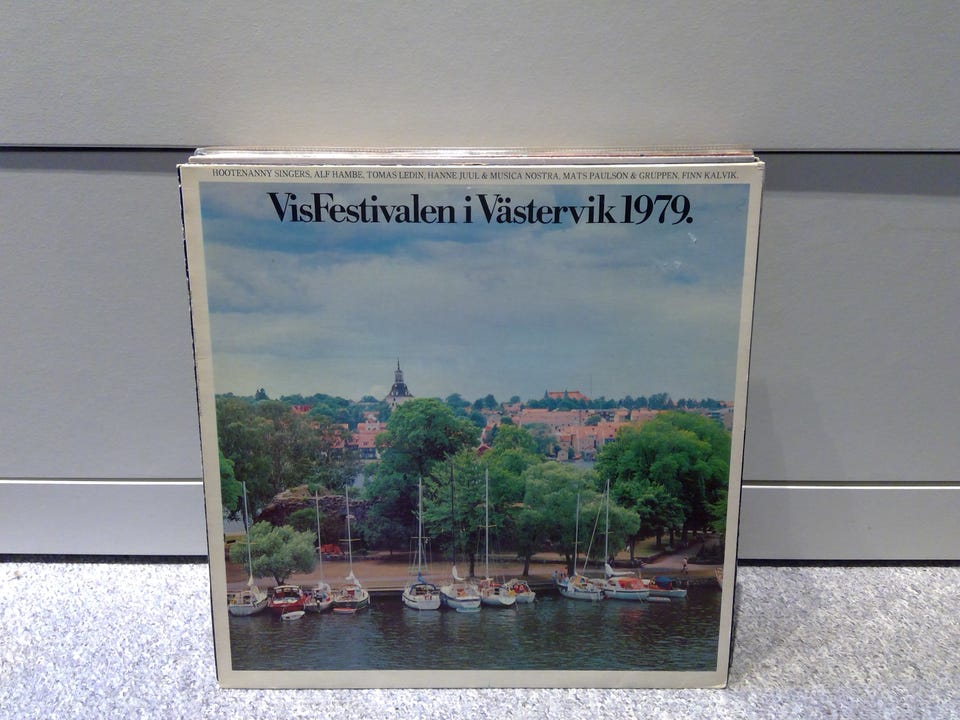 HOOTENANNY SINGERS, ALF HAMBE, TOMAS LEDIN, HANNE JUUL & MUSICA NOSTRA, MATS PAULSON & GRUPPEN, FINN KALVIK.
VisFestivalen i Västervik 1979.